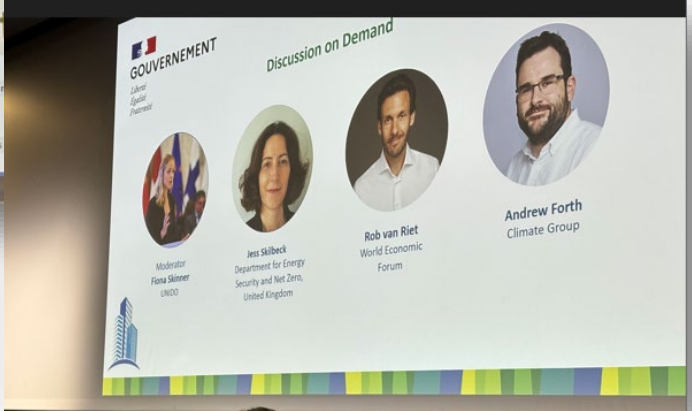 GOUVERNEMENT
Liberté
Égalité
Fraternité
Discussion on Demand
Moderator
Fiona Skinner
UNIDO
Jess Skilbeck
Department for Energy
Security and Net Zero,
United Kingdom
Rob van Riet
World Economic
Forum
Andrew Forth
Climate Group